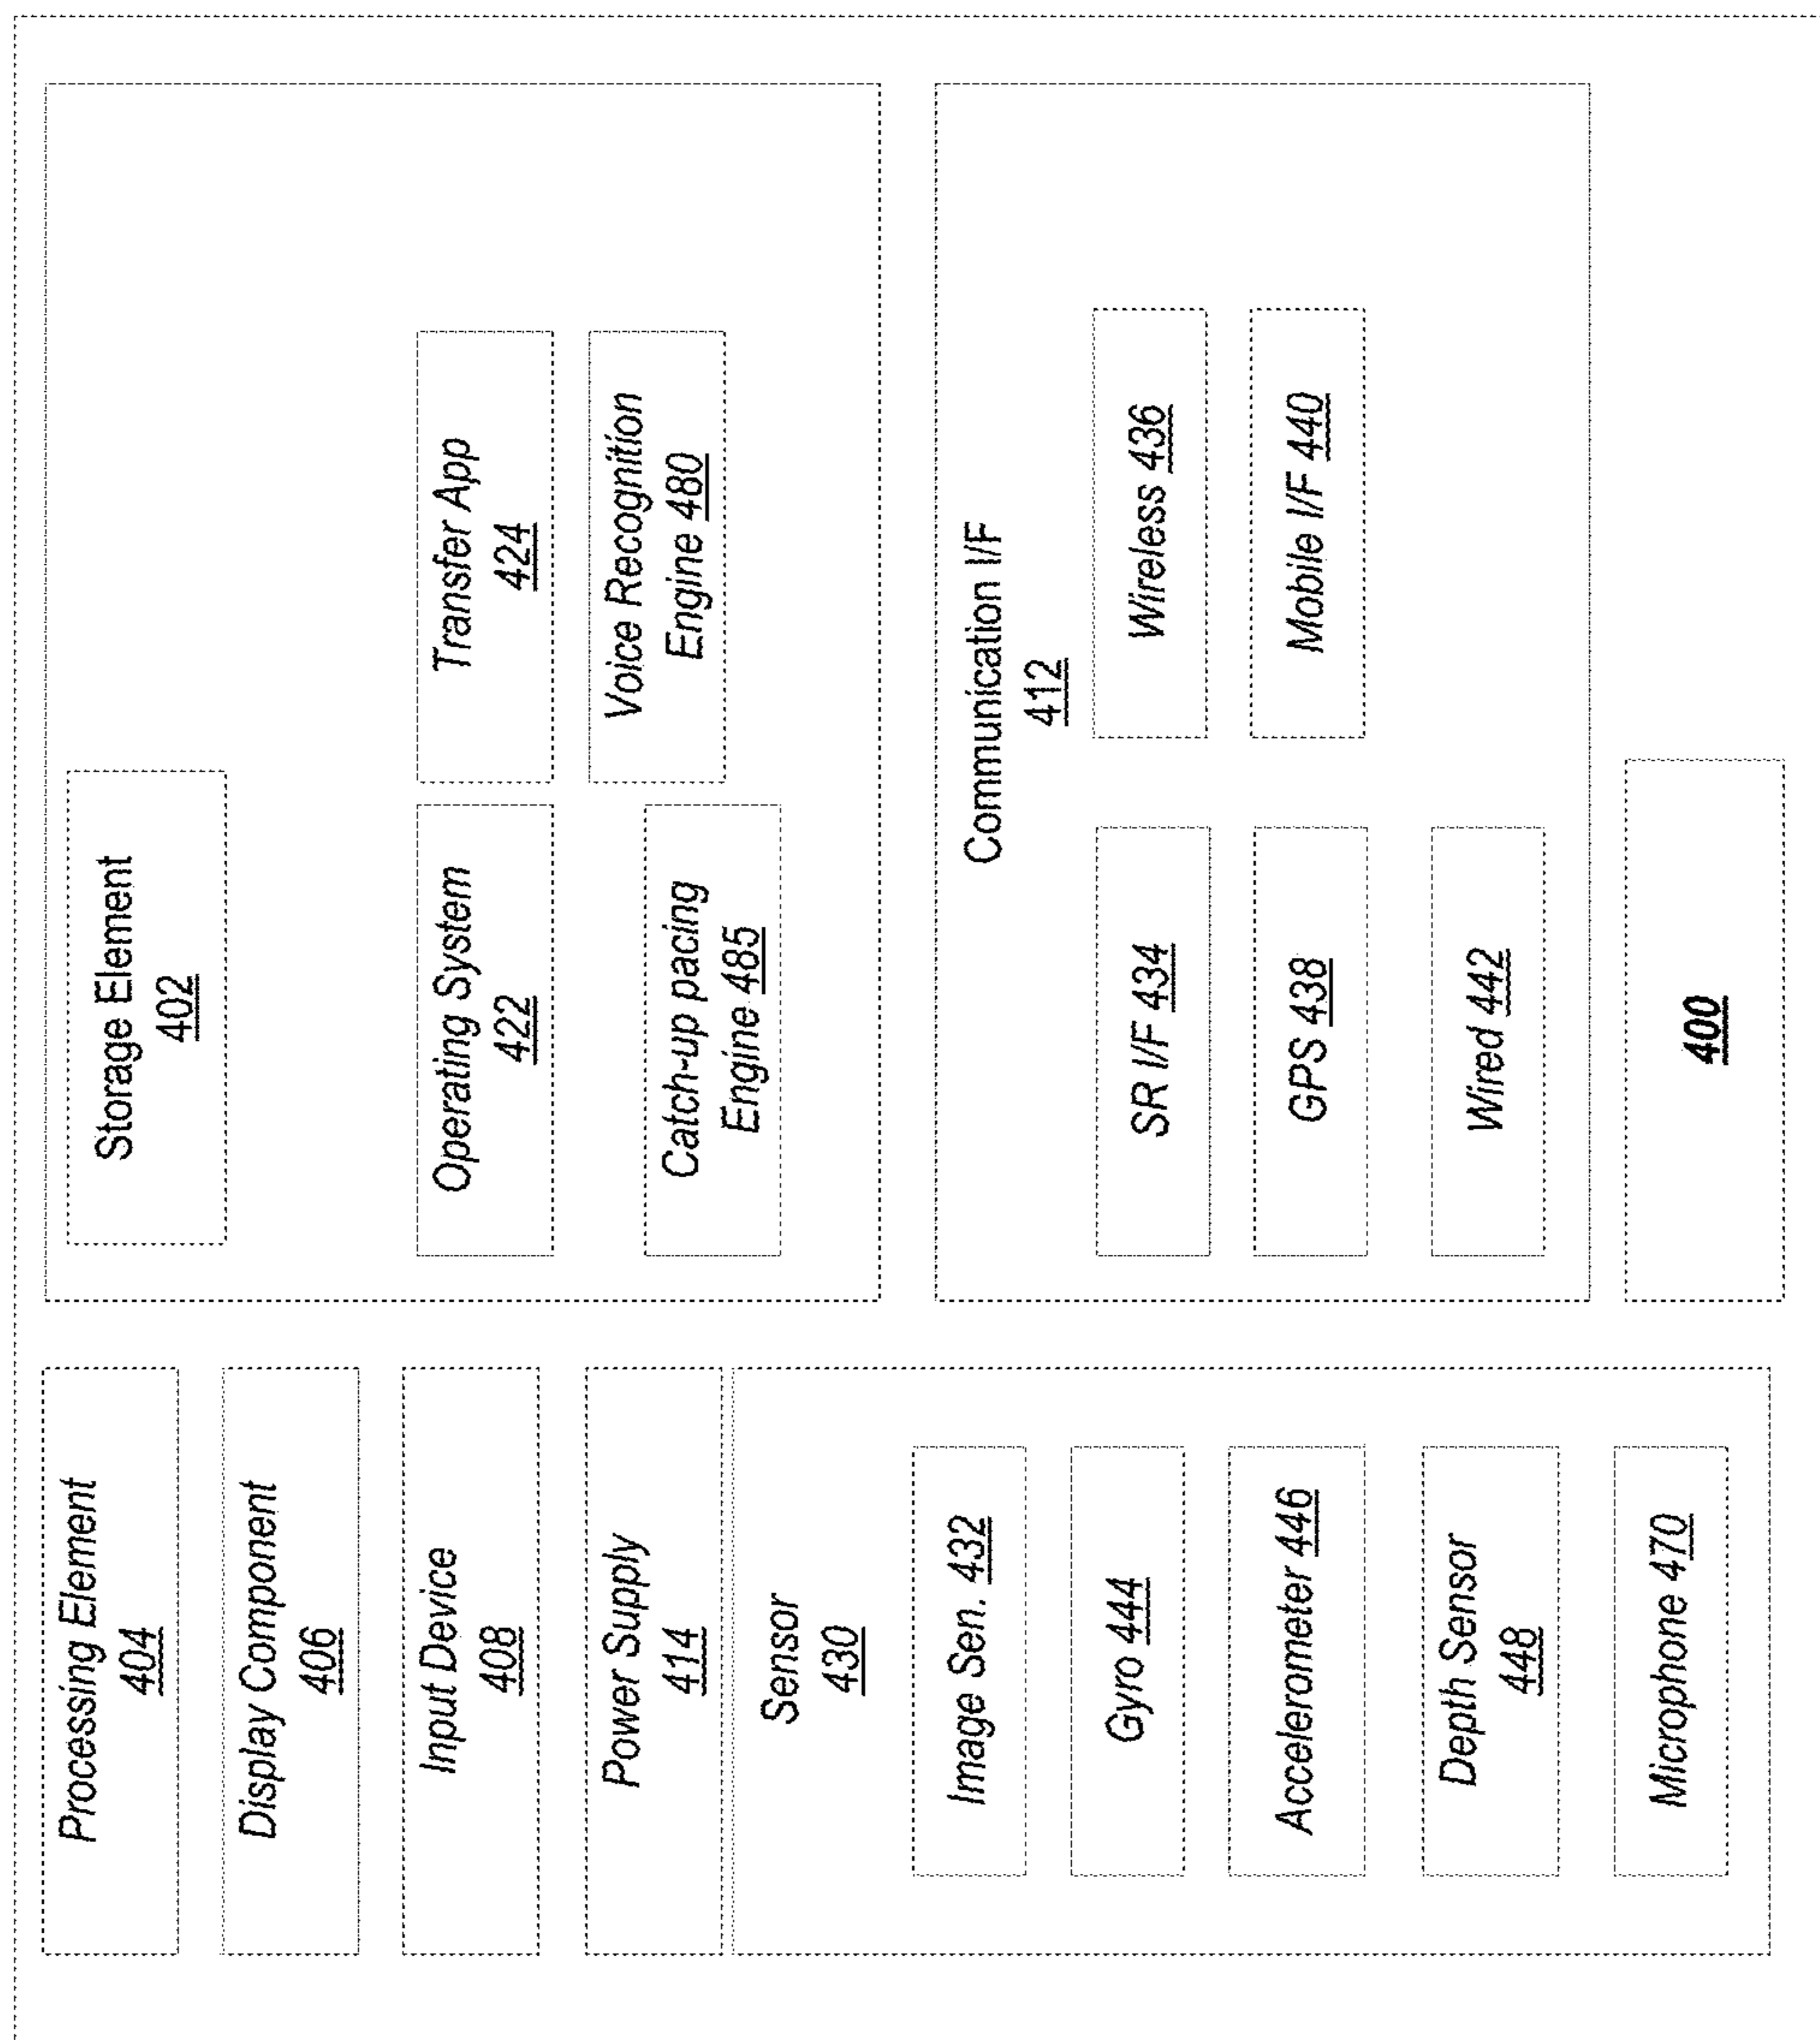 Processing Element
404
Display Component
406
Input Device
408
Power Supply
414
Sensor
430
Image Sen. 432
Gyro 444
Accelerometer 446
Depth Sensor
448
Microphone 470
Storage Element
402
Operating System
422
Transfer App
424
Voice Recognition
Engine 480
Catch-up pacing
Engine 485
Communication I/F
412
SR I/F 434
Wireless 436
GPS 438
Mobile I/F 440
Wired 442
400